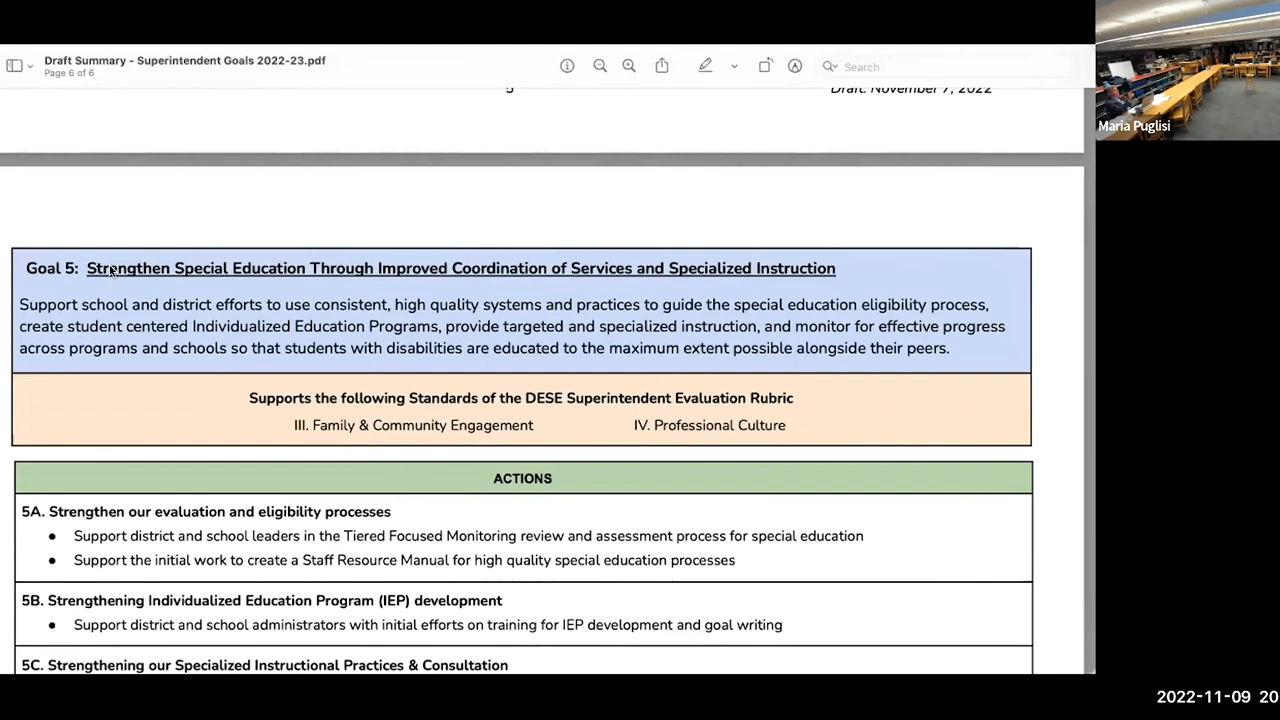 Draft Summary - Superintendent Goals 2022-23.pdf
Page 6 of 6
Search
5
Draft: November 7, 2022
Maria Puglisi
Goal 5: Strengthen Special Education Through Improved Coordination of Services and Specialized Instruction
Support school and district efforts to use consistent, high quality systems and practices to guide the special education eligibility process,
create student centered Individualized Education Programs, provide targeted and specialized instruction, and monitor for effective progress
across programs and schools so that students with disabilities are educated to the maximum extent possible alongside their peers.
Supports the following Standards of the DESE Superintendent Evaluation Rubric
III. Family & Community Engagement IV. Professional Culture
ACTIONS
5A. Strengthen our evaluation and eligibility processes
● Support district and school leaders in the Tiered Focused Monitoring review and assessment process for special education
● Support the initial work to create a Staff Resource Manual for high quality special education processes
5B. Strengthening Individualized Education Program (IEP) development
● Support district and school administrators with initial efforts on training for IEP development and goal writing
5C. Strengthening our Specialized Instructional Practices & Consultation
2022-11-09 20